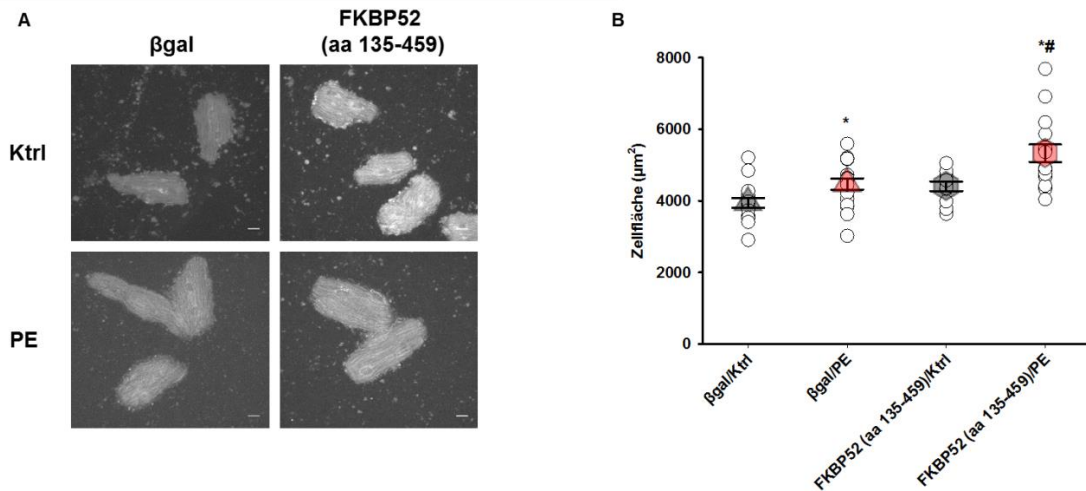 A
βgal
FKBP52
(aa 135-459)
Ktrl
PE
B
Zellfläche (µm²)
8000
6000
4000
2000
0
*
*#
βgal/Ktrl
βgal/PE
FKBP52 (aa 135-459)/Ktrl
FKBP52 (aa 135-459)/PE